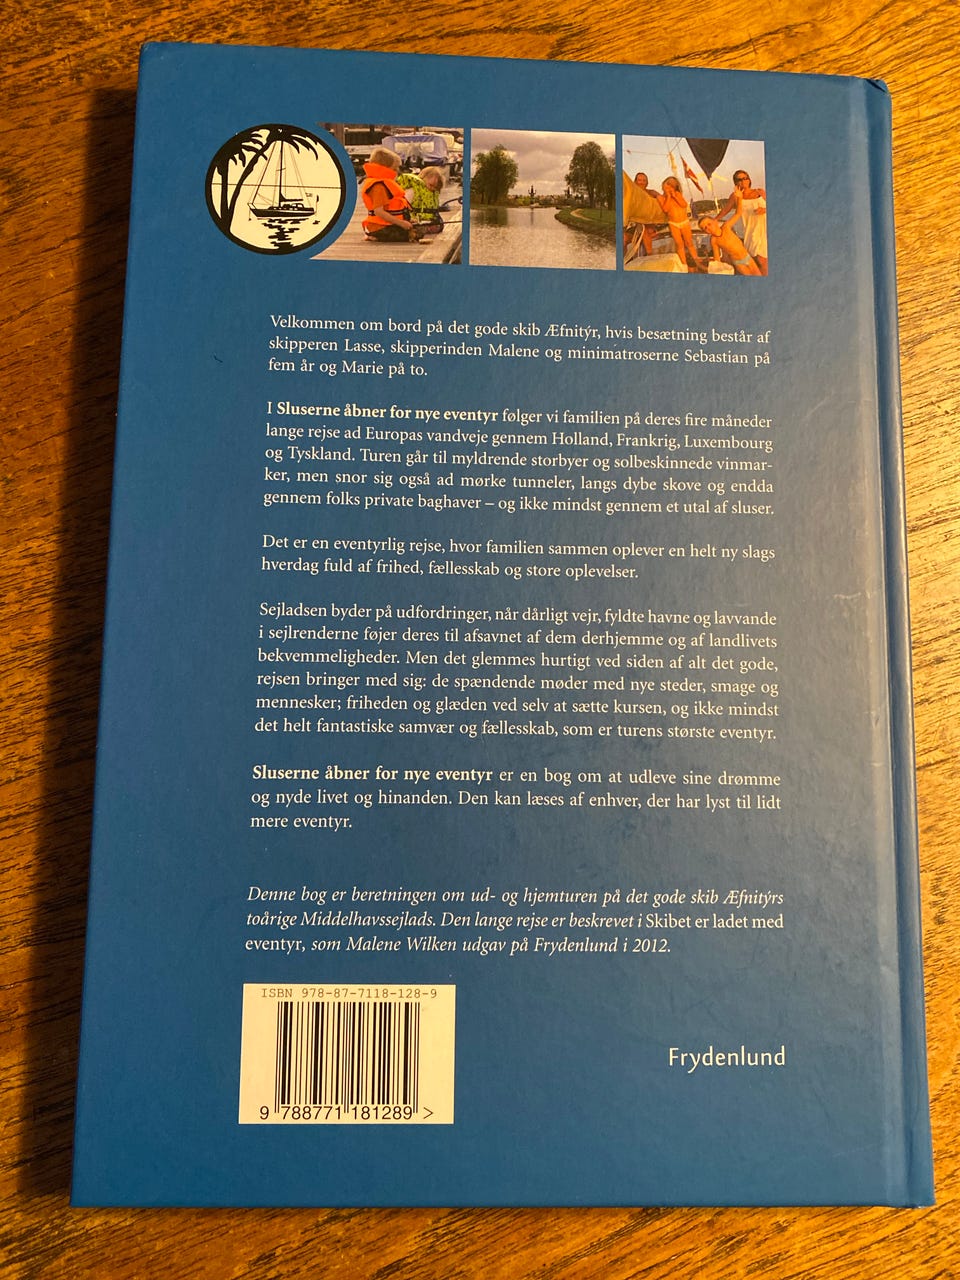 Velkommen om bord på det gode skib Æfnitýr, hvis besætning består af
skipperen Lasse, skipperinden Malene og minimatroserne Sebastian på
fem år og Marie på to.
I Sluserne åbner for nye eventyr følger vi familien på deres fire måneder
lange rejse ad Europas vandveje gennem Holland, Frankrig, Luxembourg
og Tyskland. Turen går til myldrende storbyer og solbeskinnede vinmar-
ker, men snor sig også ad mørke tunneler, langs dybe skove og endda
gennem folks private baghaver – og ikke mindst gennem et utal af sluser.
Det er en eventyrlig rejse, hvor familien sammen oplever en helt ny slags
hverdag fuld af frihed, fællesskab og store oplevelser.
Sejladsen byder på udfordringer, når dårligt vejr, fyldte havne og lavvande
i sejlrenderne føjer deres til afsavnet af dem derhjemme og af landlivets
bekvemmeligheder. Men det glemmes hurtigt ved siden af alt det gode,
rejsen bringer med sig: de spændende møder med nye steder, smage og
mennesker; friheden og glæden ved selv at sætte kursen, og ikke mindst
det helt fantastiske samvær og fællesskab, som er turens største eventyr.
Sluserne åbner for nye eventyr er en bog om at udleve sine drømme
og nyde livet og hinanden. Den kan læses af enhver, der har lyst til lidt
mere eventyr.
Denne bog er beretningen om ud- og hjemturen på det gode skib Æfnitýrs
toårige Middelhavssejlads. Den lange rejse er beskrevet i Skibet er ladet med
eventyr, som Malene Wilken udgav på Frydenlund i 2012.
ISBN 978-87-7118-128-9
9 788771 181289 >
Frydenlund